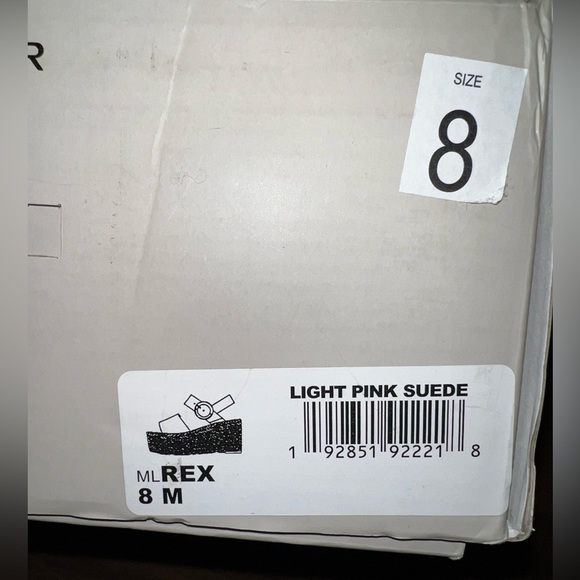 R
SIZE
8
LIGHT PINK SUEDE
1 92851 92221 8
MLREX
8 M